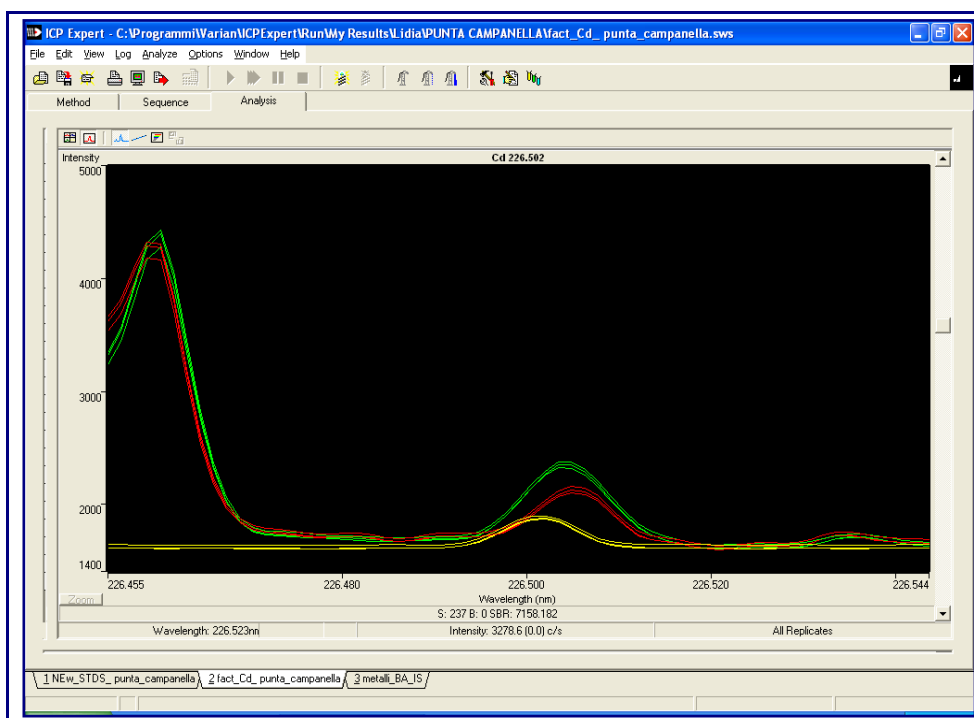 ICP Expert - C:\Programmi\Varian\ICPExpert\Run\My Results\Lidia\PUNTA CAMPANELLA\fact_Cd_ punta_campanella.sws
File Edit View Log Analyze Options Window Help
Method Sequence Analysis
Intensity Cd 226.502
5000
4000
3000
2000
1400
226.455 226.480 226.500 226.520 226.544
Zoom Wavelength (nm)
S: 237 B: 0 SBR: 7158.182
Wavelength: 226.523nm Intensity: 3278.6 (0.0) c/s All Replicates
1 NEw_STDS_ punta_campanella 2 fact_Cd_ punta_campanella 3 metalli_BA_IS